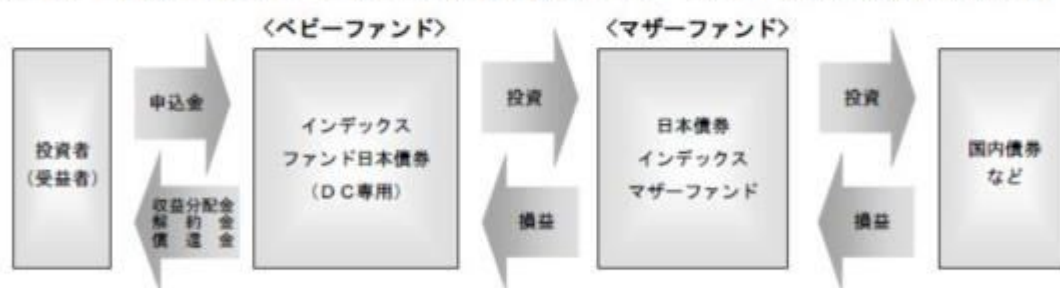 〈ベビーファンド〉
〈マザーファンド〉
投資者
(受益者)
申込金
収益分配金
解約金
償還金
インデックス
ファンド日本債券
(DC専用)
投資
損益
日本債券
インデックス
マザーファンド
投資
損益
国内債券
など